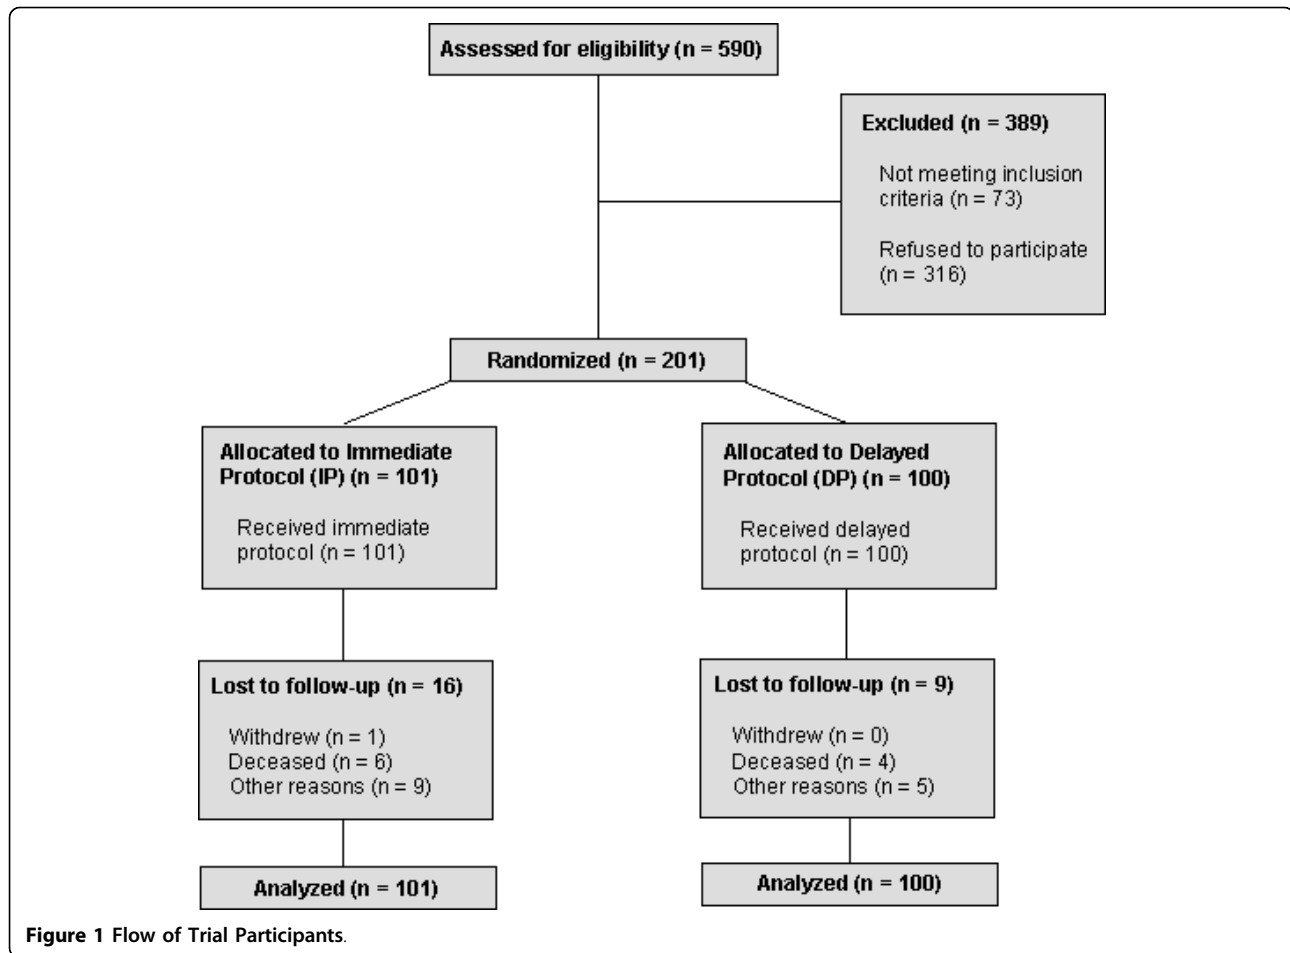 Assessed for eligibility (n = 590)
Excluded (n = 389)
Not meeting inclusion
criteria (n = 73)
Refused to participate
(n = 316)
Randomized (n = 201)
Allocated to Immediate
Protocol (IP) (n = 101)
Received immediate
protocol (n = 101)
Allocated to Delayed
Protocol (DP) (n = 100)
Received delayed
protocol (n = 100)
Lost to follow-up (n = 16)
Withdrew (n = 1)
Deceased (n = 6)
Other reasons (n = 9)
Lost to follow-up (n = 9)
Withdrew (n = 0)
Deceased (n = 4)
Other reasons (n = 5)
Analyzed (n = 101)
Analyzed (n = 100)
Figure 1 Flow of Trial Participants.